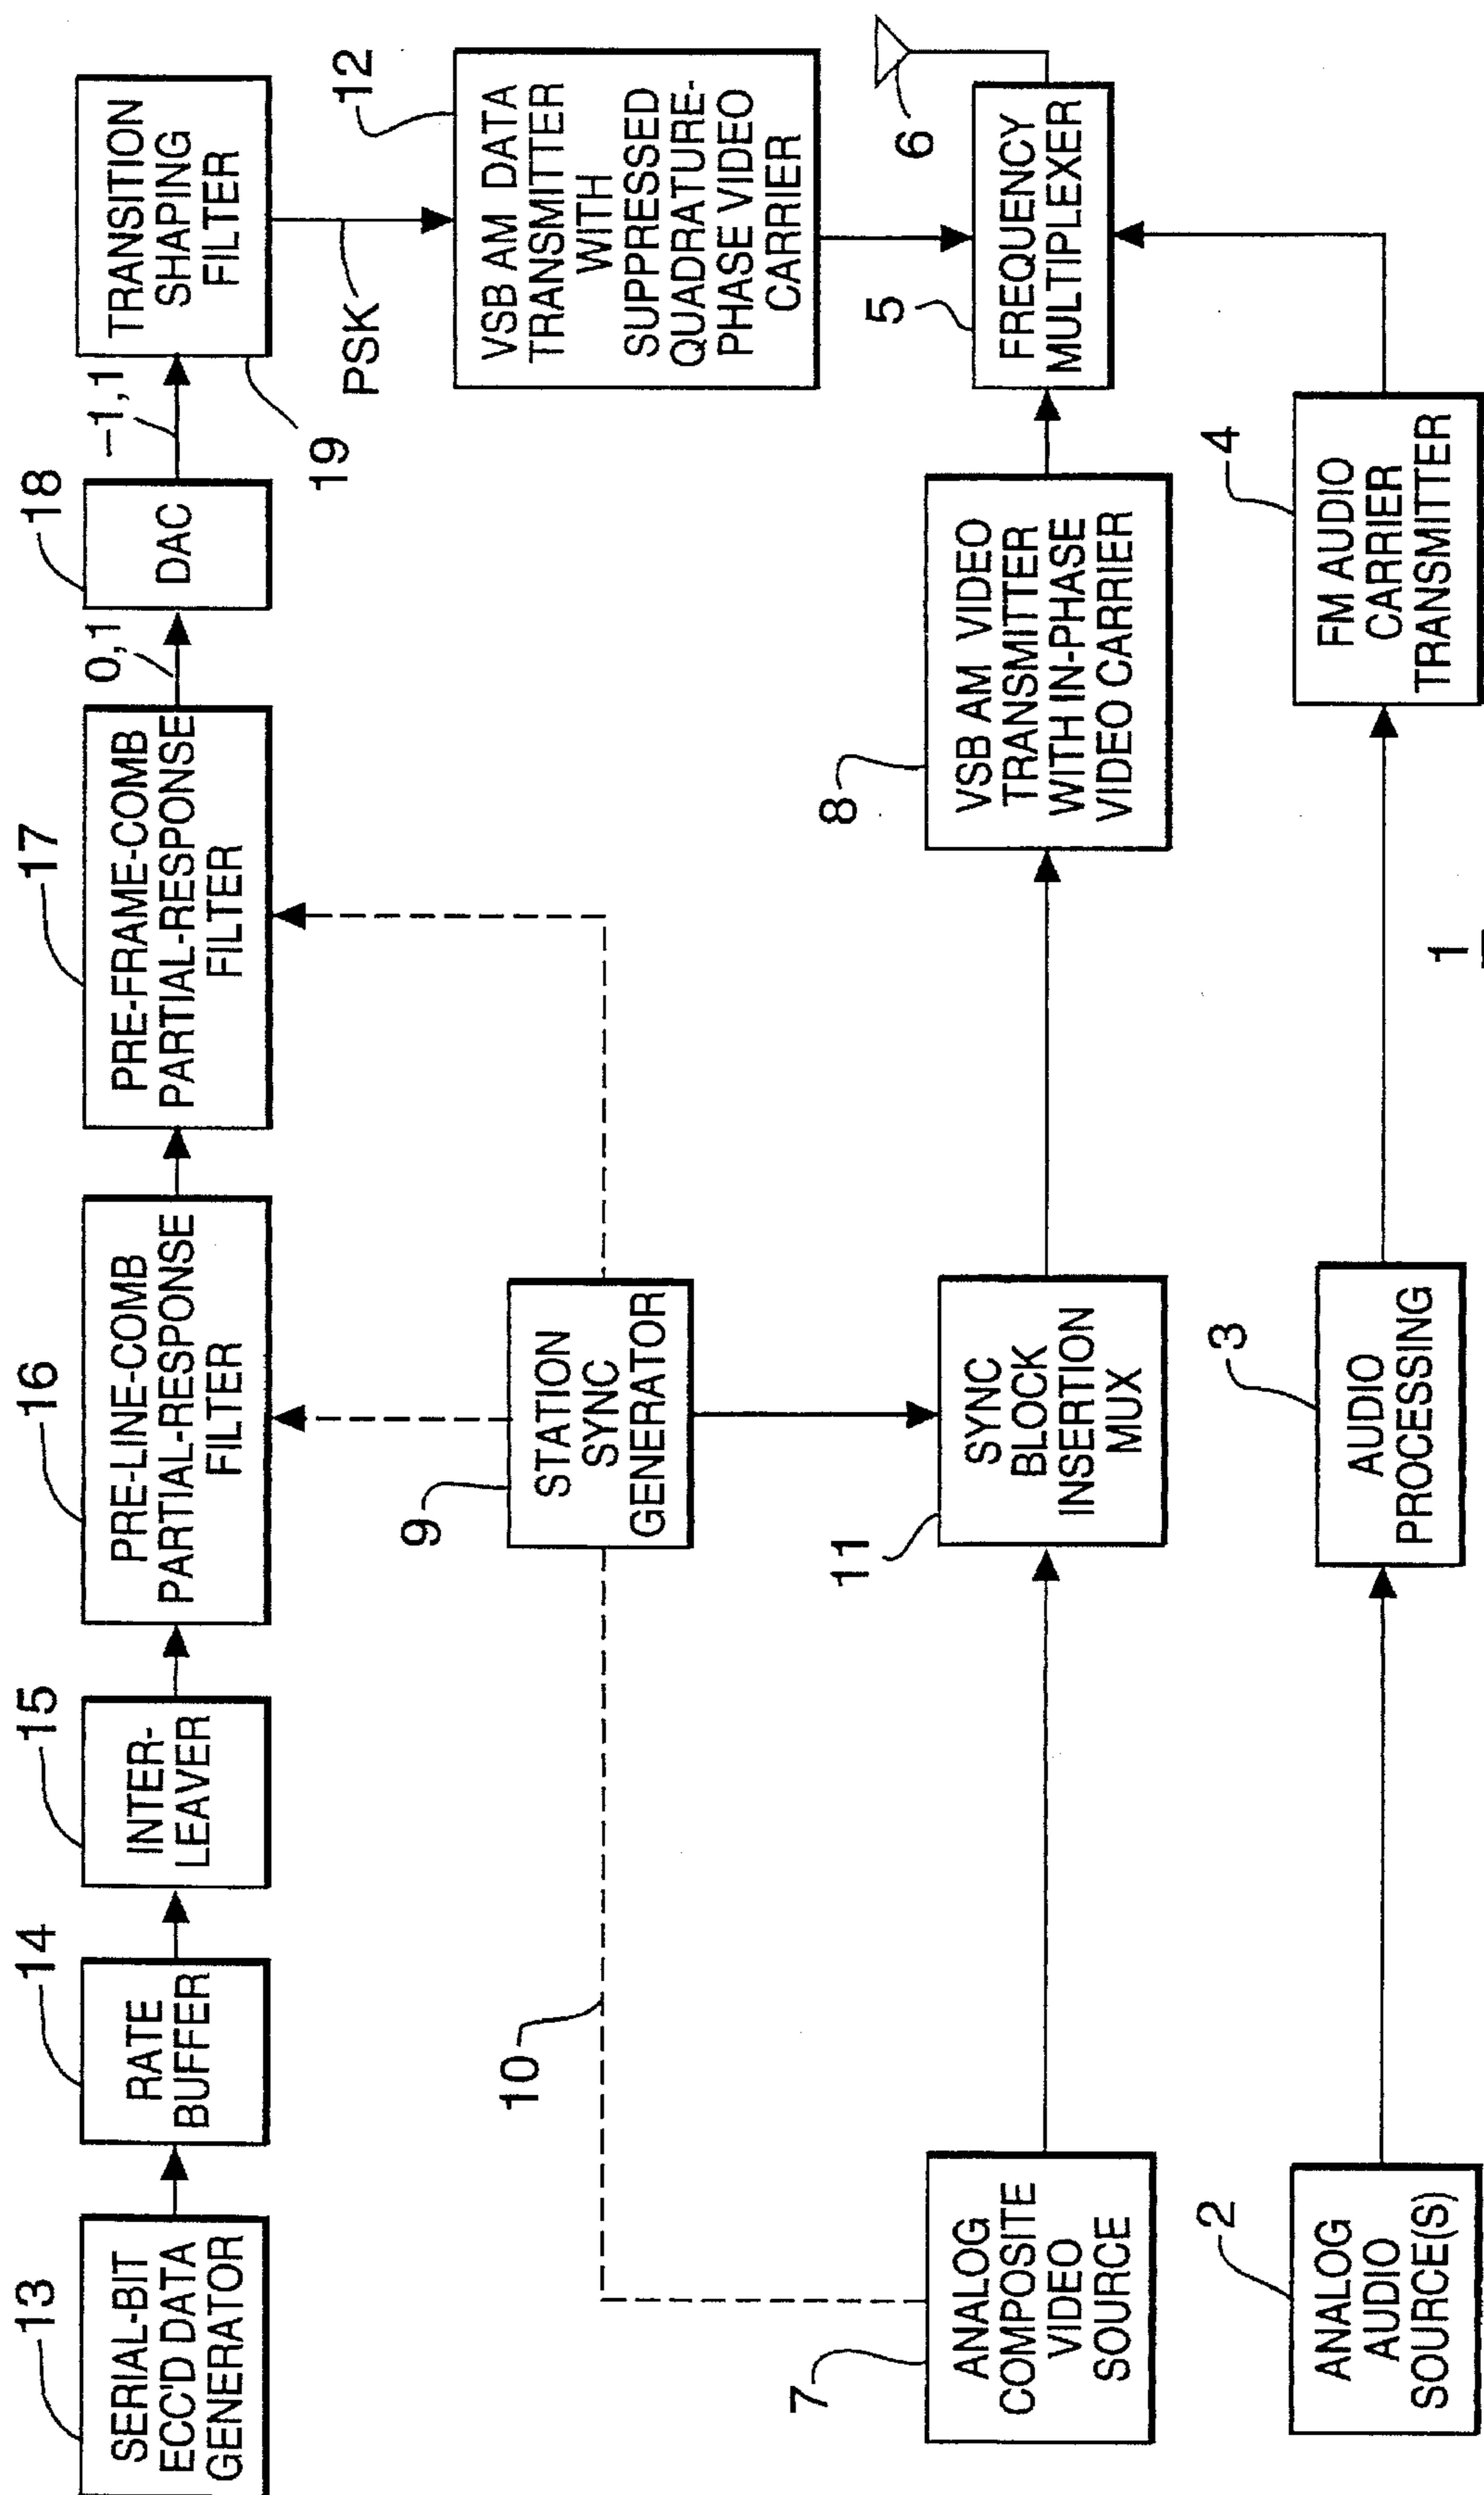 13
SERIAL-BIT
ECC'D DATA
GENERATOR
14
RATE
BUFFER
15
INTER-
LEAVER
16
PRE-LINE-COMB
PARTIAL-RESPONSE
FILTER
17
PRE-FRAME-COMB
PARTIAL-RESPONSE
FILTER
0,1
18
DAC
−1,1
TRANSITION
SHAPING
FILTER
19
PSK
12
VSB AM DATA
TRANSMITTER
WITH
SUPPRESSED
QUADRATURE-
PHASE VIDEO
CARRIER
10
9
STATION
SYNC
GENERATOR
7
ANALOG
COMPOSITE
VIDEO
SOURCE
11
SYNC
BLOCK
INSERTION
MUX
8
VSB AM VIDEO
TRANSMITTER
WITH IN-PHASE
VIDEO CARRIER
5
FREQUENCY
MULTIPLEXER
6
2
ANALOG
AUDIO
SOURCE(S)
3
AUDIO
PROCESSING
4
FM AUDIO
CARRIER
TRANSMITTER
1